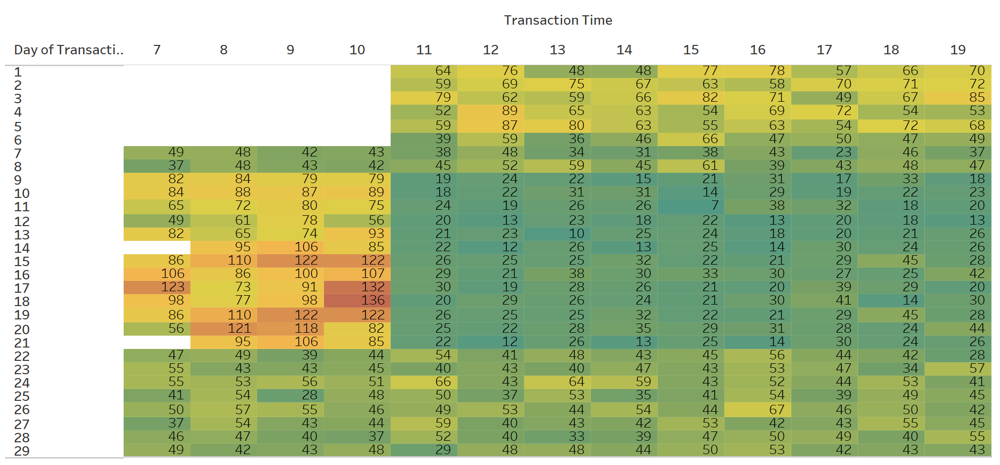 Transaction Time
Day of Transacti.. 7 8 9 10 11 12 13 14 15 16 17 18 19
1 64 76 48 48 77 78 57 66 70
2 59 69 75 67 63 58 70 71 72
3 79 62 59 66 82 71 49 67 85
4 52 89 65 63 54 69 72 54 53
5 59 87 80 63 55 63 54 72 68
6 39 59 36 46 66 47 50 47 49
7 49 48 42 43 38 48 34 31 38 43 23 46 37
8 37 48 43 42 45 52 59 45 61 39 43 48 47
9 82 84 79 79 19 24 22 15 21 31 17 33 18
10 84 88 87 89 18 22 31 31 14 29 19 22 23
11 65 72 80 75 24 19 26 26 7 38 32 18 20
12 49 61 78 56 20 13 23 18 22 13 20 18 13
13 82 65 74 93 21 23 10 25 24 18 20 21 26
14 95 106 85 22 12 26 13 25 14 30 24 26
15 86 110 122 122 26 25 25 32 22 21 29 45 28
16 106 86 100 107 29 21 38 30 33 30 27 25 42
17 123 73 91 132 30 19 28 26 21 20 39 29 20
18 98 77 98 136 20 29 26 24 21 30 41 14 30
19 86 110 122 122 26 25 25 32 22 21 29 45 28
20 56 121 118 82 25 22 28 35 29 31 28 24 44
21 95 106 85 22 12 26 13 25 14 30 24 26
22 47 49 39 44 54 41 48 43 45 56 44 42 28
23 55 43 43 45 40 43 40 47 43 53 47 34 57
24 55 53 56 51 66 43 64 59 43 52 44 53 41
25 41 54 28 48 50 37 53 35 41 54 39 49 45
26 50 57 55 46 49 53 44 54 44 67 46 50 42
27 37 54 43 44 59 40 43 42 53 42 43 55 45
28 46 47 40 37 52 40 33 39 47 50 49 40 55
29 49 42 43 48 29 48 48 44 50 53 42 43 43